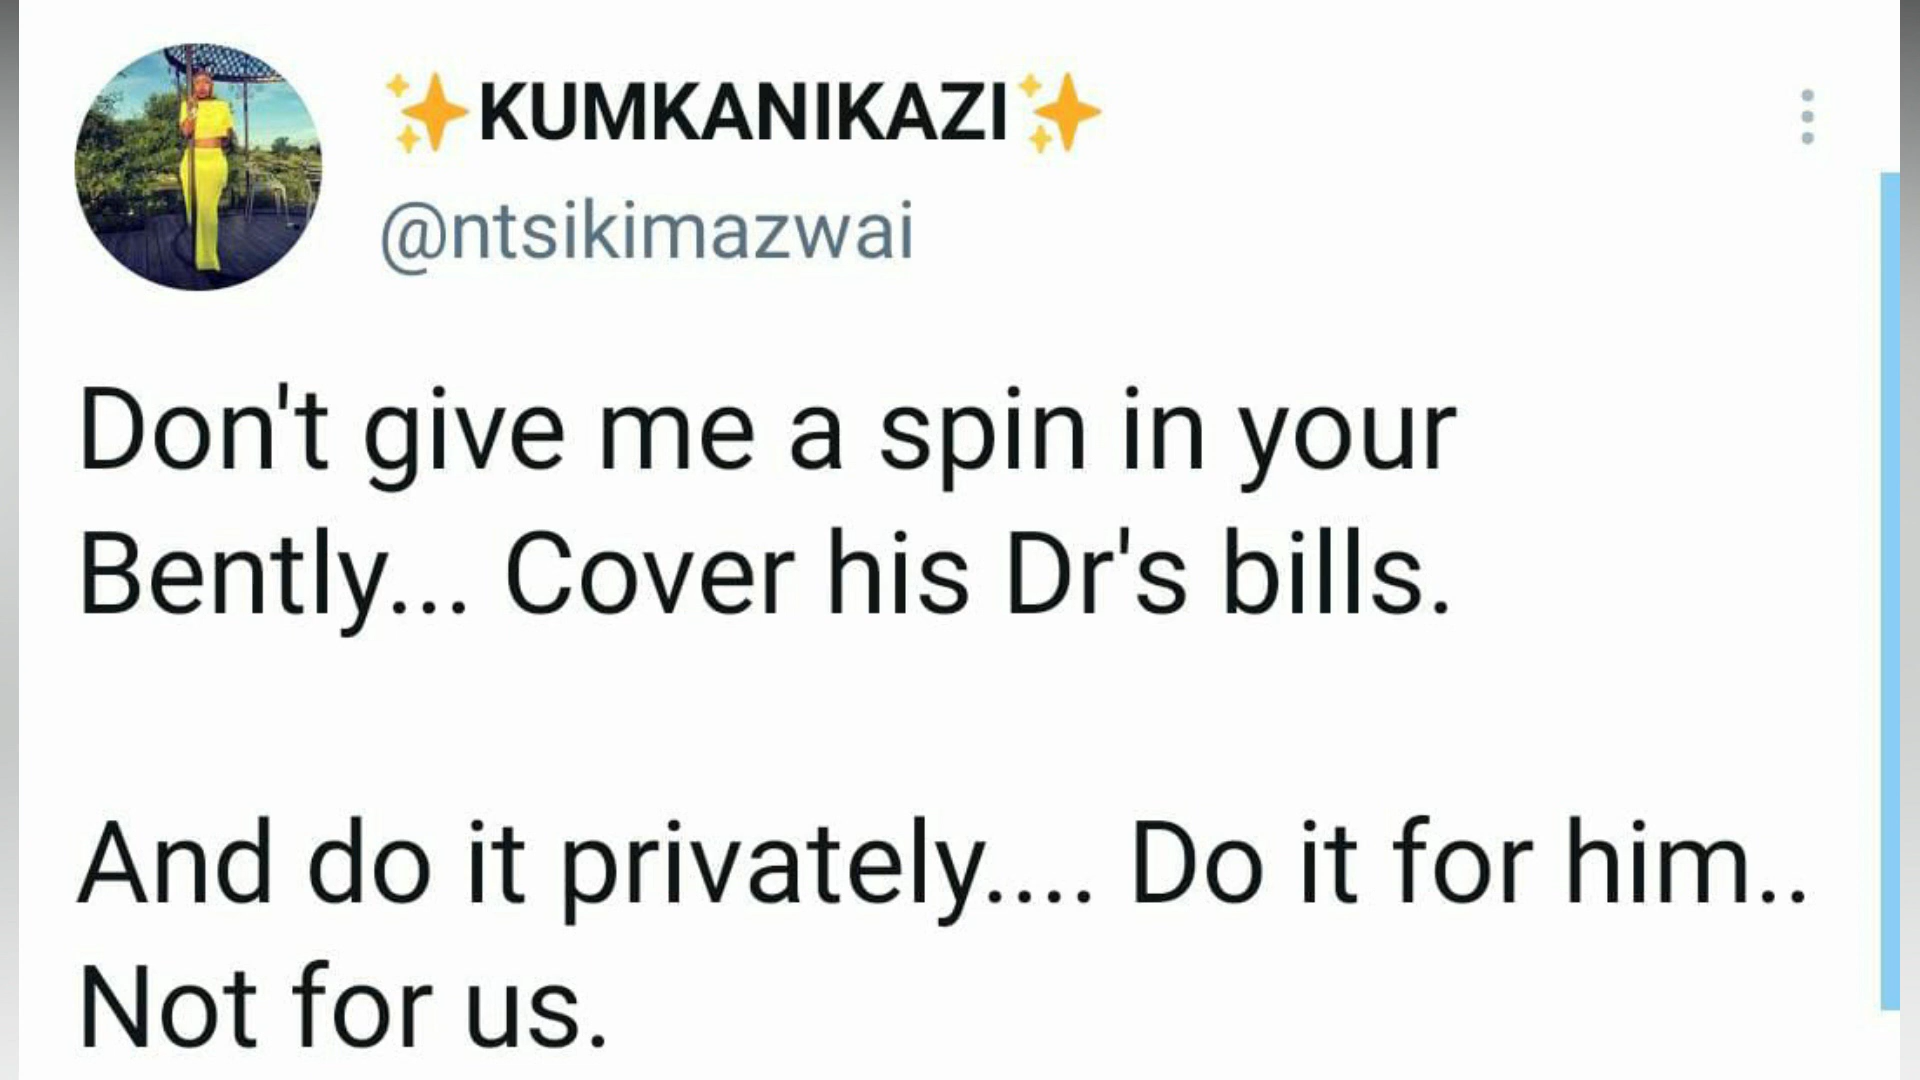 ✨KUMKANIKAZI✨
@ntsikimazwai
Don't give me a spin in your
Bently... Cover his Dr's bills.
And do it privately.... Do it for him..
Not for us.